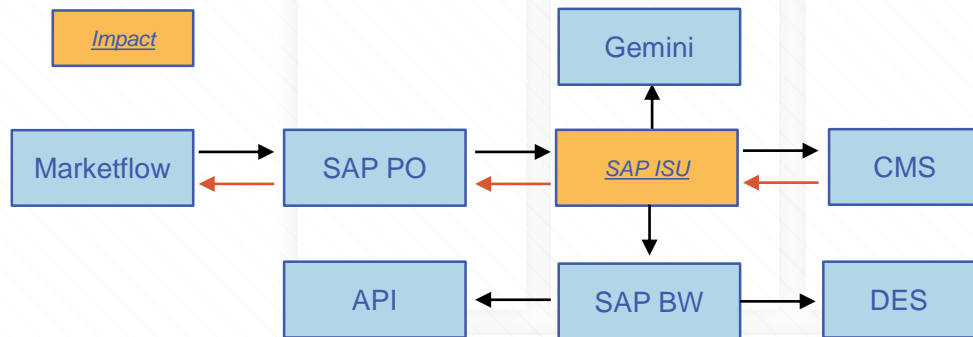 Impact
Gemini
Marketflow
SAP PO
SAP ISU
CMS
API
SAP BW
DES